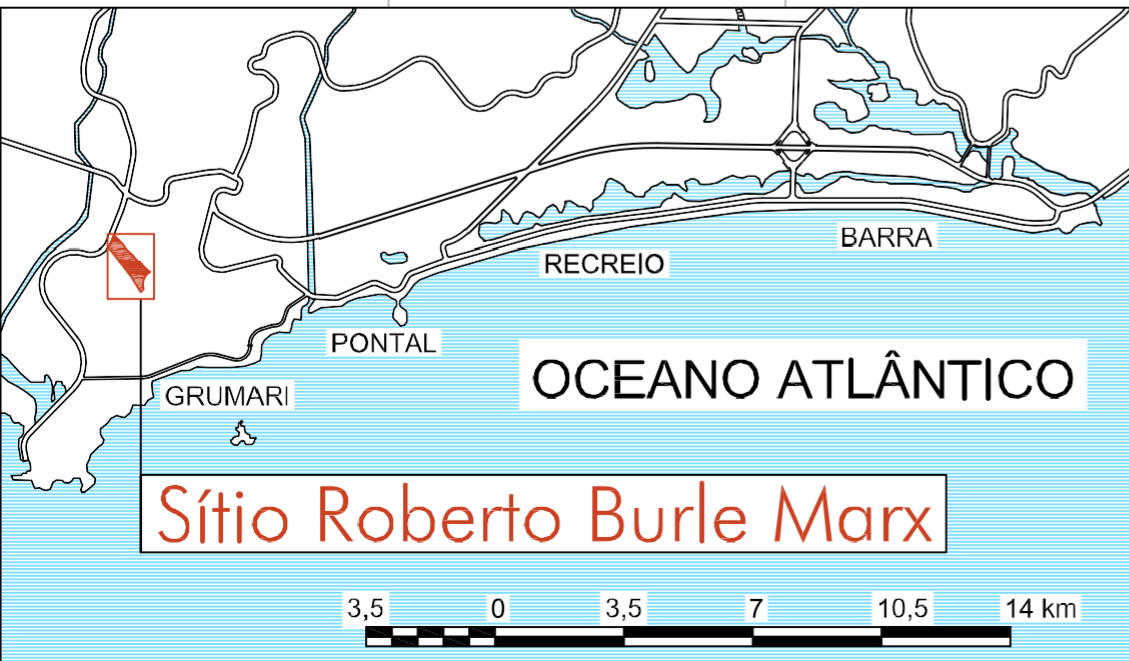 BARRA
RECREIO
PONTAL
OCEANO ATLÂNTICO
GRUMARI
Sítio Roberto Burle Marx
3,5 0 3,5 7 10,5 14 km